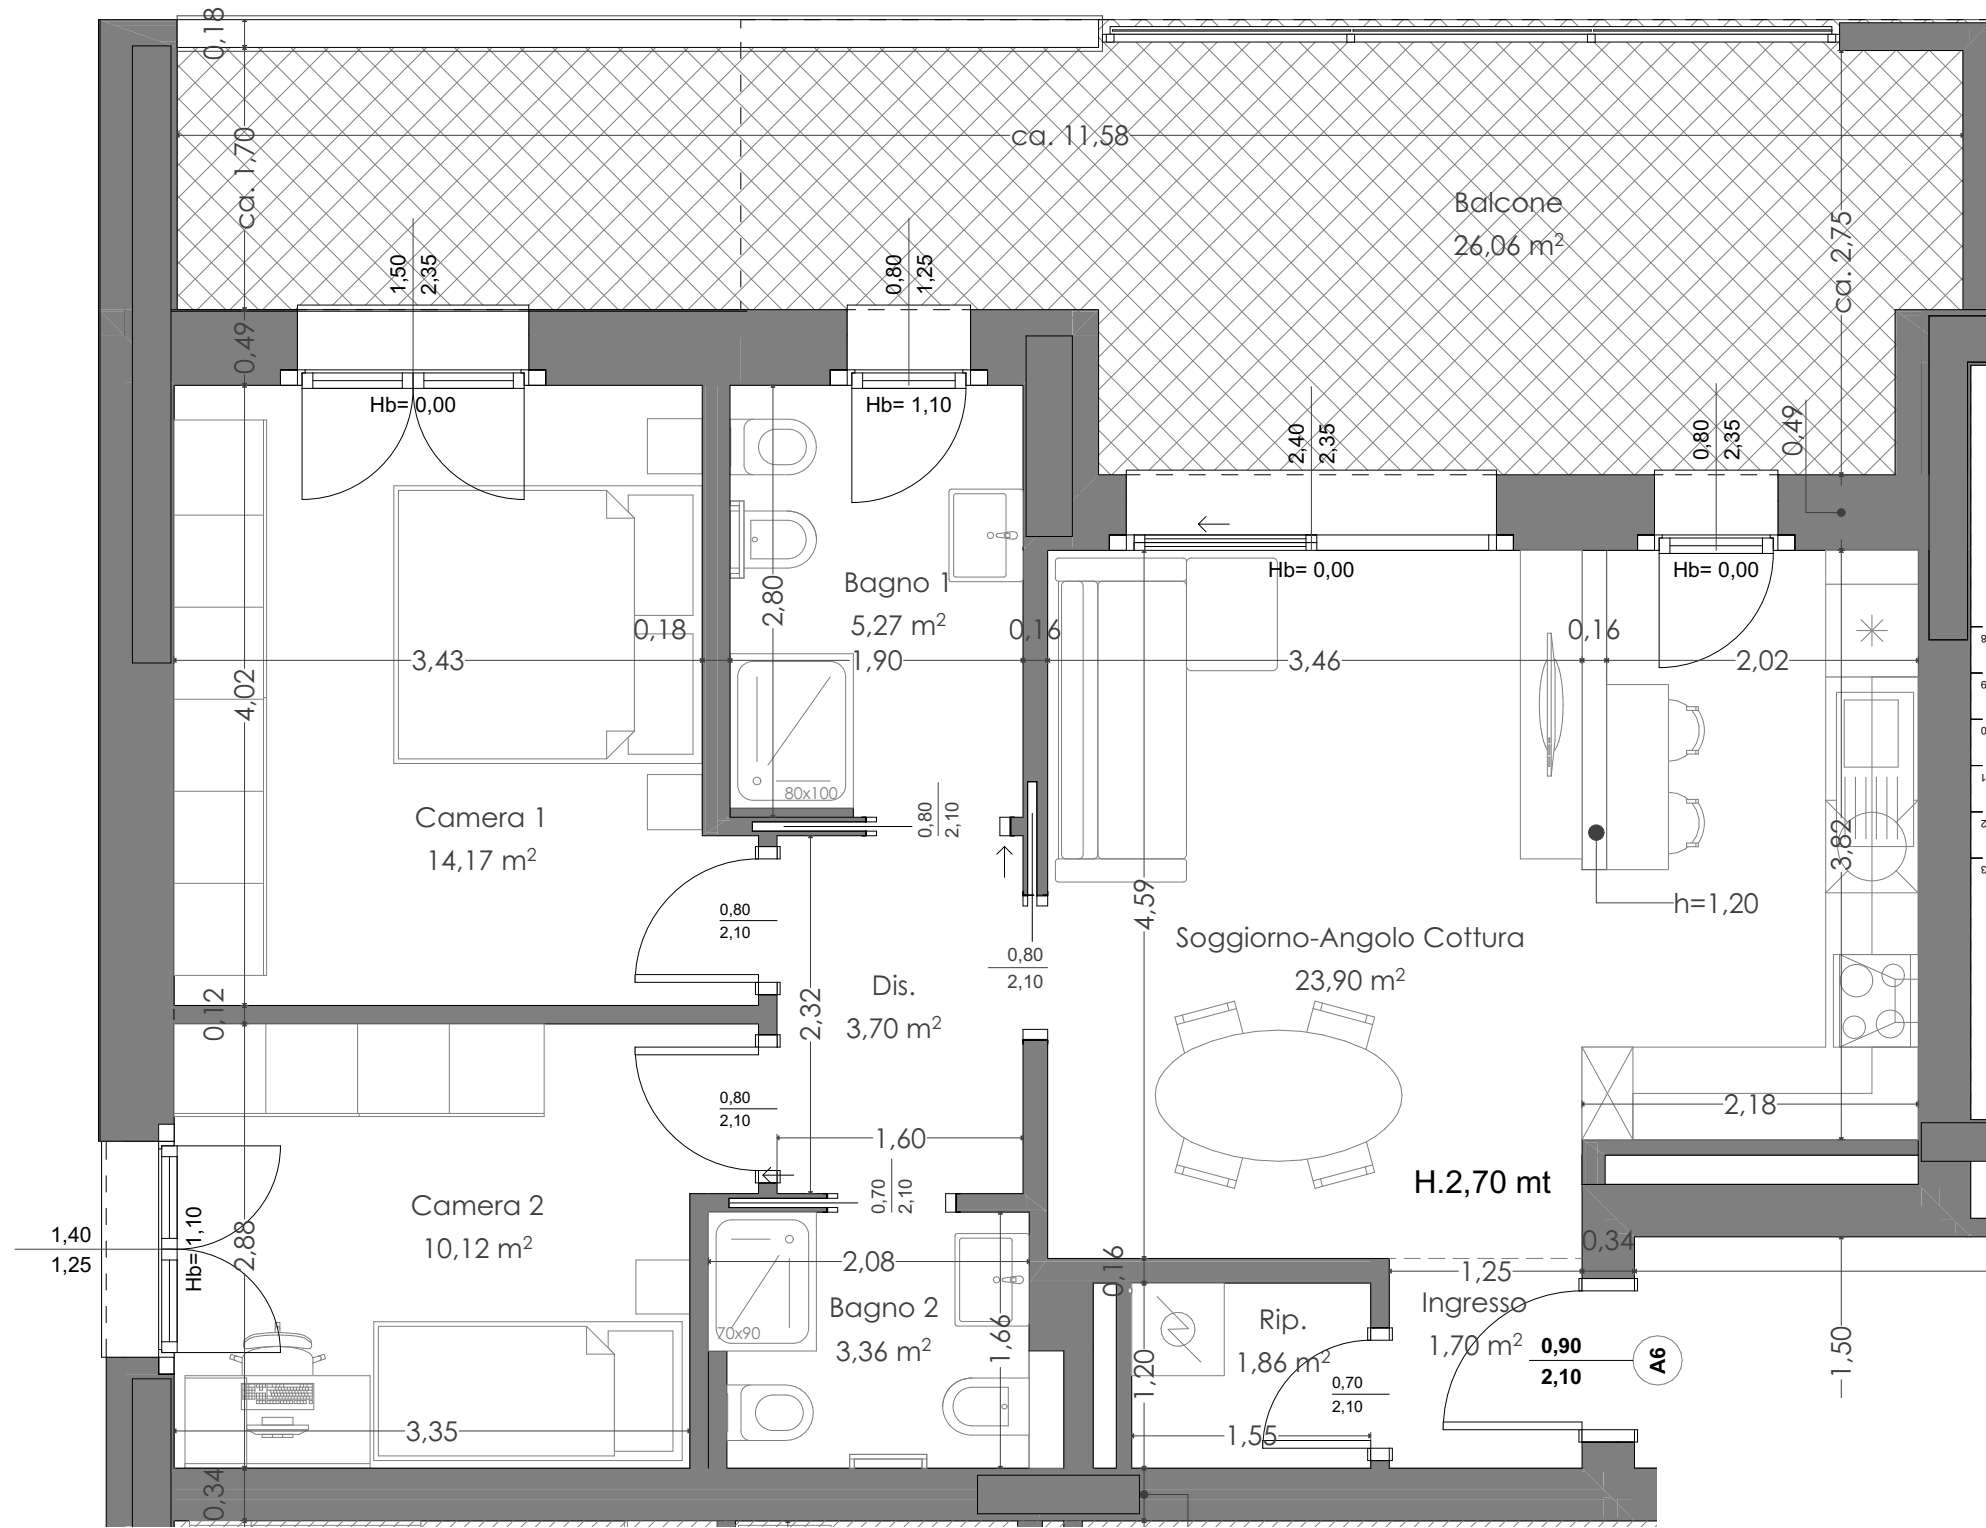 0,18
ca. 11,58
ca. 1,70
Balcone
26,06 m²
ca. 2,75
1,50
2,35
0,80
1,25
0,49
Hb= 0,00
Hb= 1,10
2,40
2,35
0,80
2,35
0,49
Hb= 0,00
Hb= 0,00
Bagno 1
5,27 m²
2,80
0,18
0,16
0,16
3,43
1,90
3,46
2,02
4,02
80x100
0,80
2,10
Camera 1
14,17 m²
3,82
h=1,20
4,59
0,80
2,10
Soggiorno-Angolo Cottura
23,90 m²
0,80
2,10
Dis.
3,70 m²
2,32
0,12
0,80
2,10
1,60
2,18
H.2,70 mt
0,70
2,10
Camera 2
10,12 m²
1,40
1,25
Hb= 1,10
2,88
2,08
0,16
0,34
1,25
Bagno 2
3,36 m²
70x90
1,66
Rip.
1,86 m²
Ingresso
1,70 m²
0,90
2,10
A6
1,50
1,20
0,70
2,10
3,35
1,55
0,34
8
9
0
1
2
3